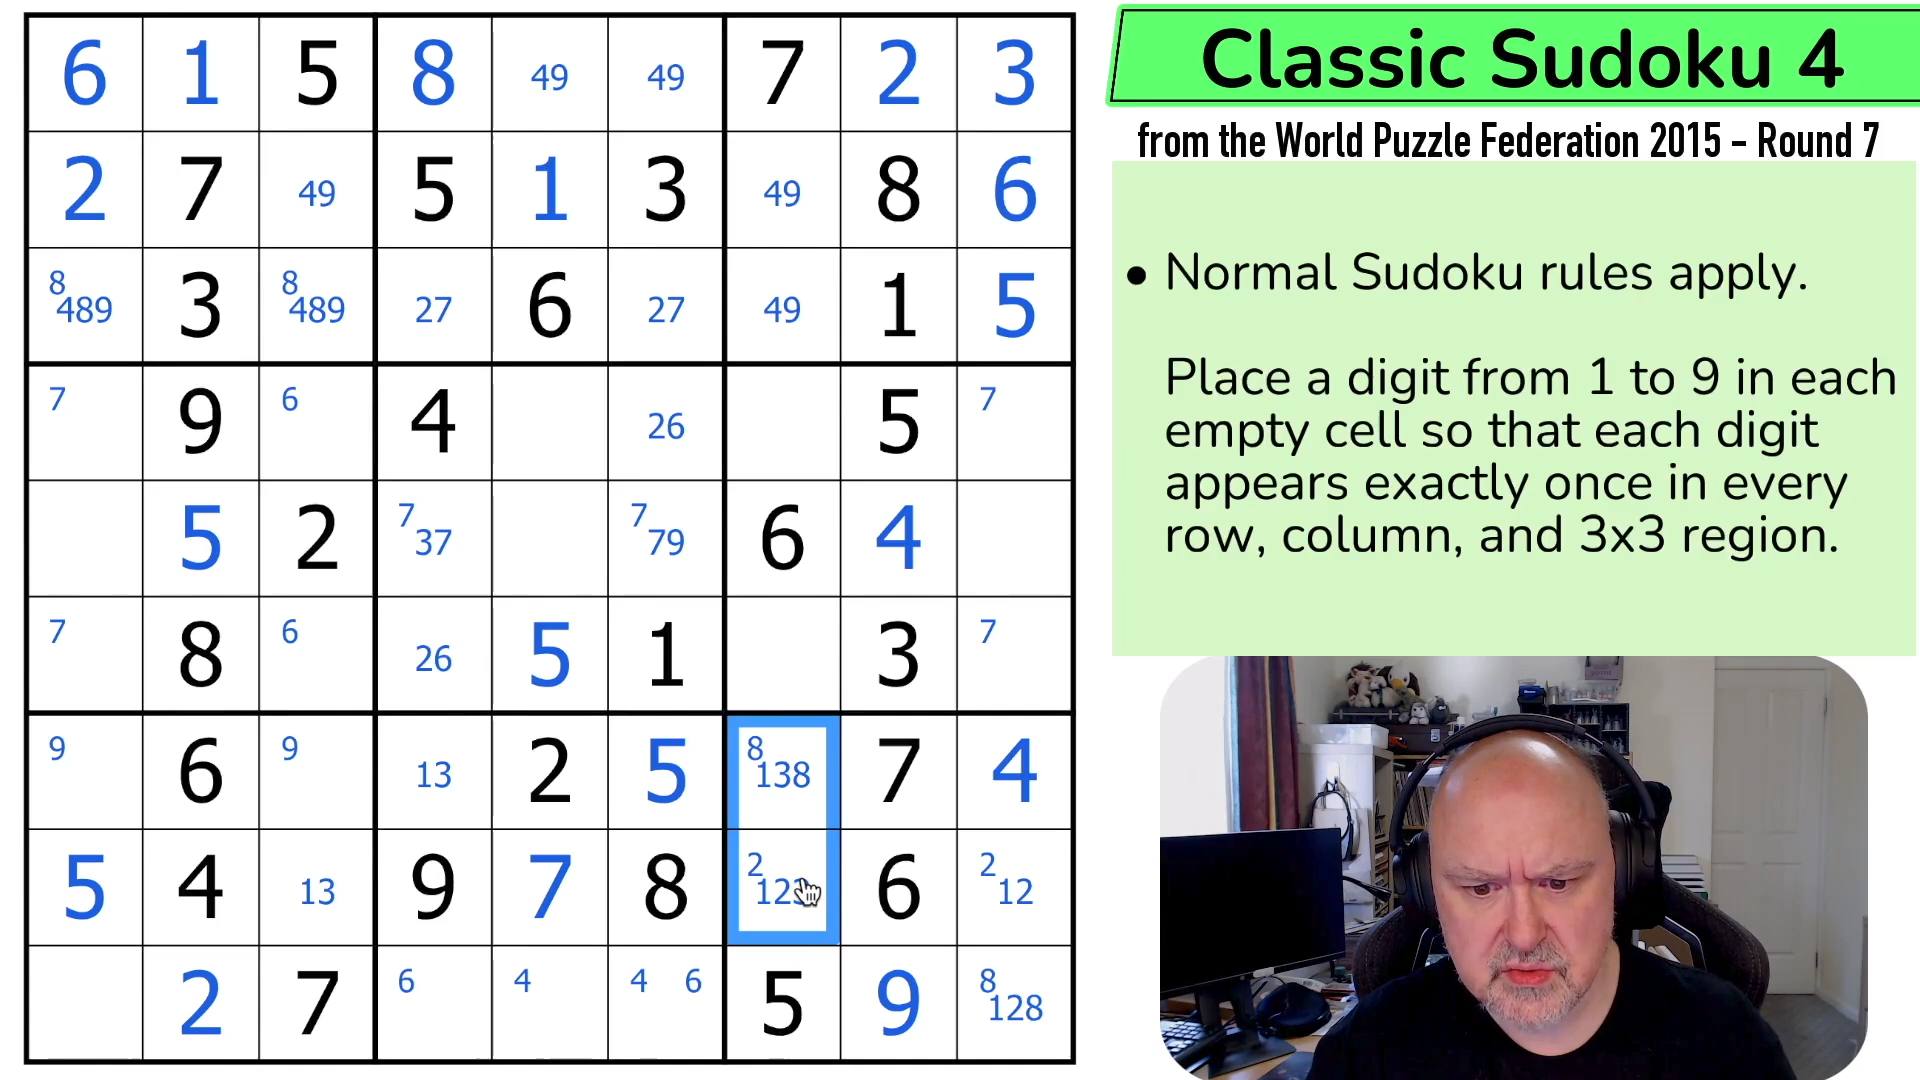 Classic Sudoku 4
from the World Puzzle Federation 2015 - Round 7
• Normal Sudoku rules apply.
Place a digit from 1 to 9 in each
empty cell so that each digit
appears exactly once in every
row, column, and 3x3 region.
6 1 5 8 49 49 7 2 3
2 7 49 5 1 3 49 8 6
8 489 3 8 489 27 6 27 49 1 5
7 9 6 4 26 5 7
5 2 7 37 7 79 6 4
7 8 6 26 5 1 3 7
9 6 9 13 2 5 8 138 7 4
5 4 13 9 7 8 2 123 6 2 12
2 7 6 4 4 6 5 9 8 128